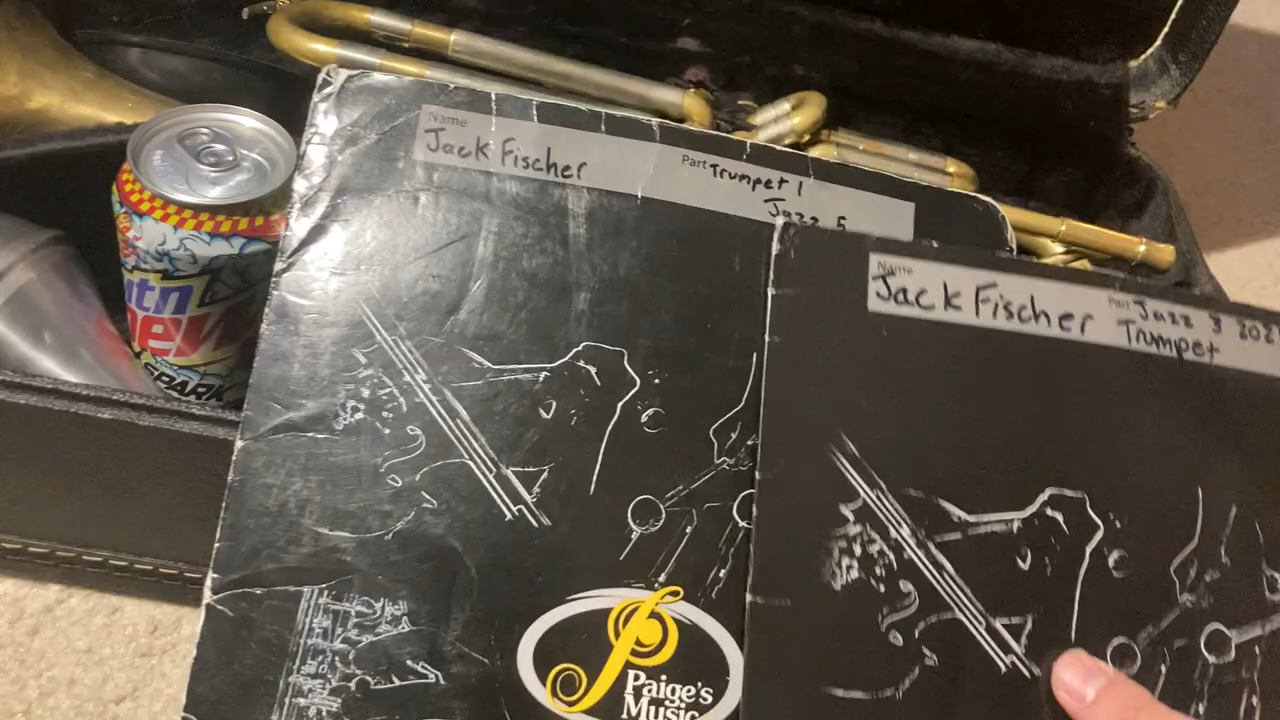 Name
Jack Fischer
Part Trumpet 1
Jazz 5
Name
Jack Fischer
Part Jazz 3 202
Trumpet
mtn
DEW
SPARK
Paige's
Music